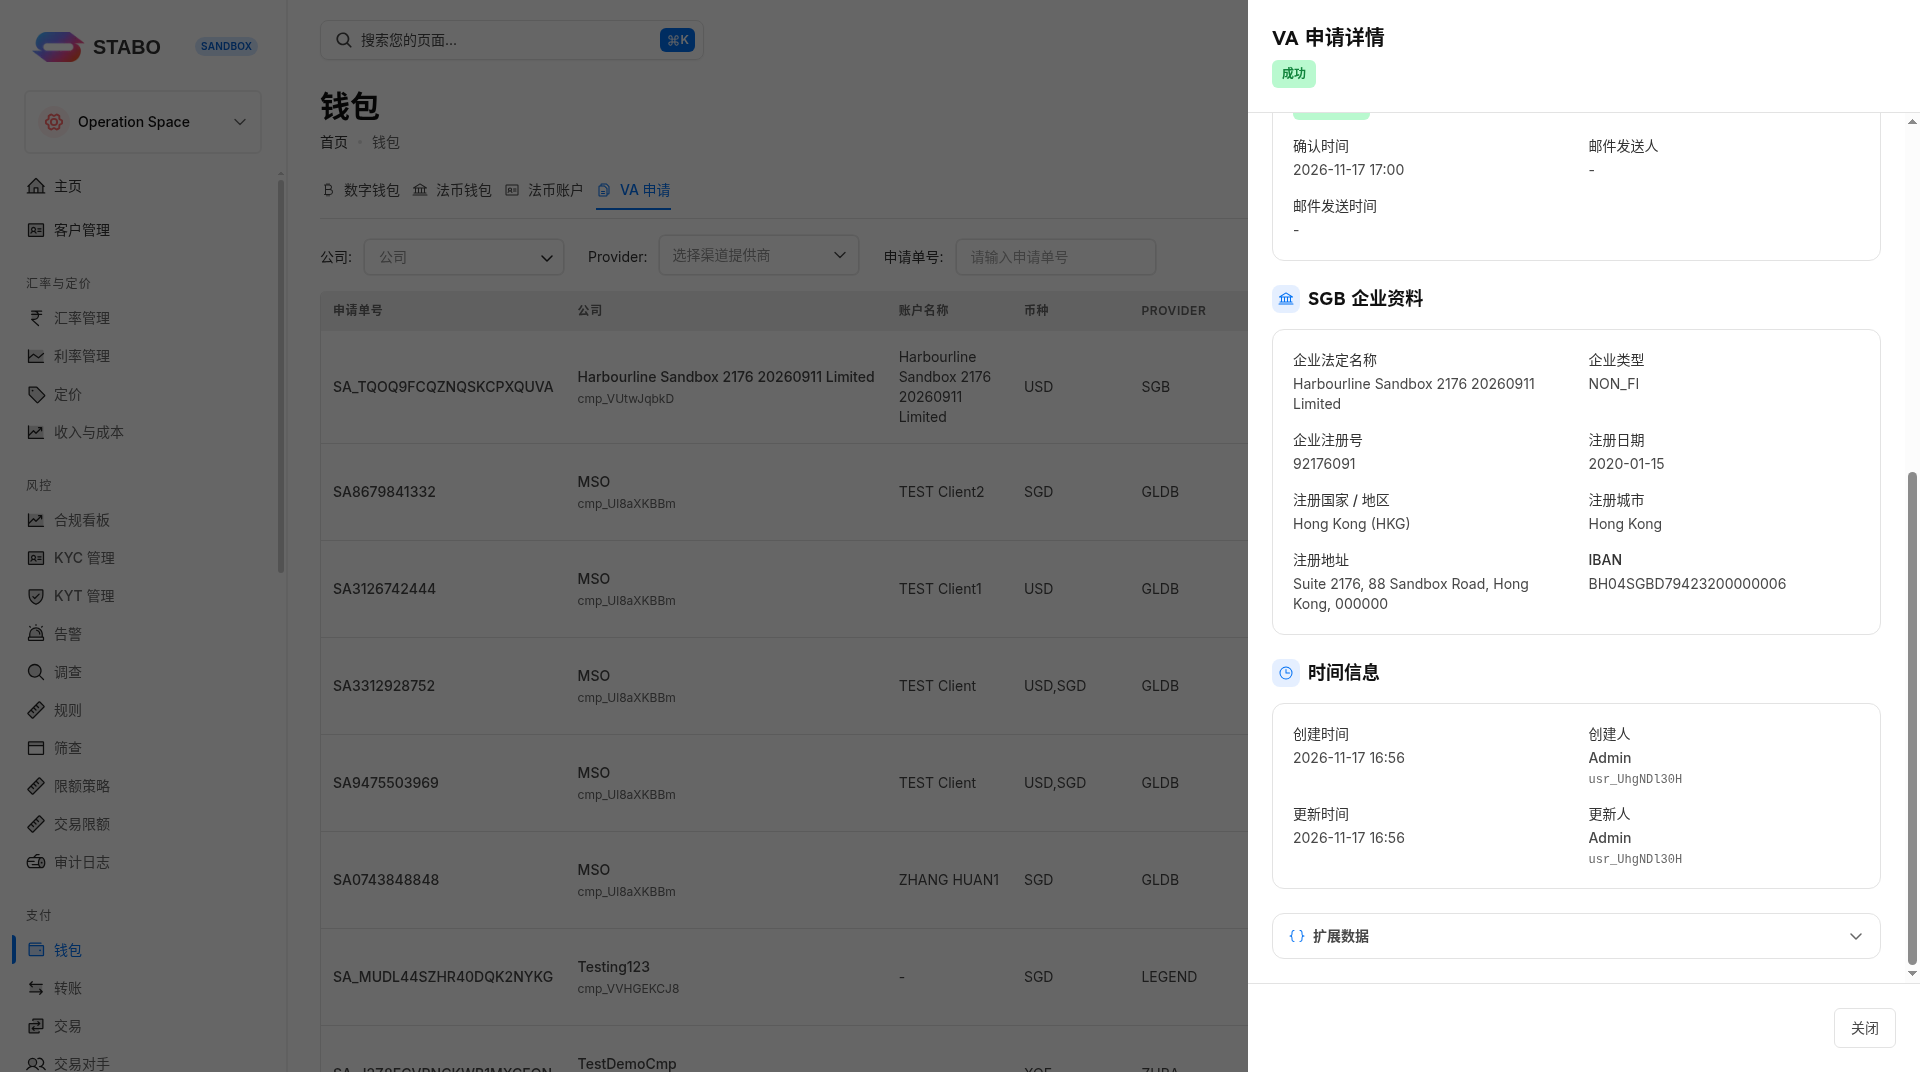 STABO
SANDBOX
Operation Space
主页
客户管理
汇率与定价
汇率管理
利率管理
定价
收入与成本
风控
合规看板
KYC 管理
KYT 管理
告警
调查
规则
筛查
限额策略
交易限额
审计日志
支付
钱包
转账
交易
交易对手
搜索您的页面...
⌘K
钱包
首页 • 钱包
数字钱包 法币钱包 法币账户 VA 申请
公司: 公司 Provider: 选择渠道提供商 申请单号: 请输入申请单号
申请单号 公司 账户名称 币种 PROVIDER
SA_TQOQ9FCQZNQSKCPXQUVA
Harbourline Sandbox 2176 20260911 Limited
cmp_VUtwJqbkD
Harbourline
Sandbox 2176
20260911
Limited
USD
SGB
SA8679841332
MSO
cmp_UI8aXKBBm
TEST Client2
SGD
GLDB
SA3126742444
MSO
cmp_UI8aXKBBm
TEST Client1
USD
GLDB
SA3312928752
MSO
cmp_UI8aXKBBm
TEST Client
USD,SGD
GLDB
SA9475503969
MSO
cmp_UI8aXKBBm
TEST Client
USD,SGD
GLDB
SA0743848848
MSO
cmp_UI8aXKBBm
ZHANG HUAN1
SGD
GLDB
SA_MUDL44SZHR40DQK2NYKG
Testing123
cmp_VVHGEKCJ8
-
SGD
LEGEND
TestDemoCmp
VA 申请详情
成功
确认时间
2026-11-17 17:00
邮件发送人
-
邮件发送时间
-
SGB 企业资料
企业法定名称
Harbourline Sandbox 2176 20260911
Limited
企业类型
NON_FI
企业注册号
92176091
注册日期
2020-01-15
注册国家 / 地区
Hong Kong (HKG)
注册城市
Hong Kong
注册地址
Suite 2176, 88 Sandbox Road, Hong
Kong, 000000
IBAN
BH04SGBD79423200000006
时间信息
创建时间
2026-11-17 16:56
创建人
Admin
usr_UhgNDl30H
更新时间
2026-11-17 16:56
更新人
Admin
usr_UhgNDl30H
{ } 扩展数据
关闭